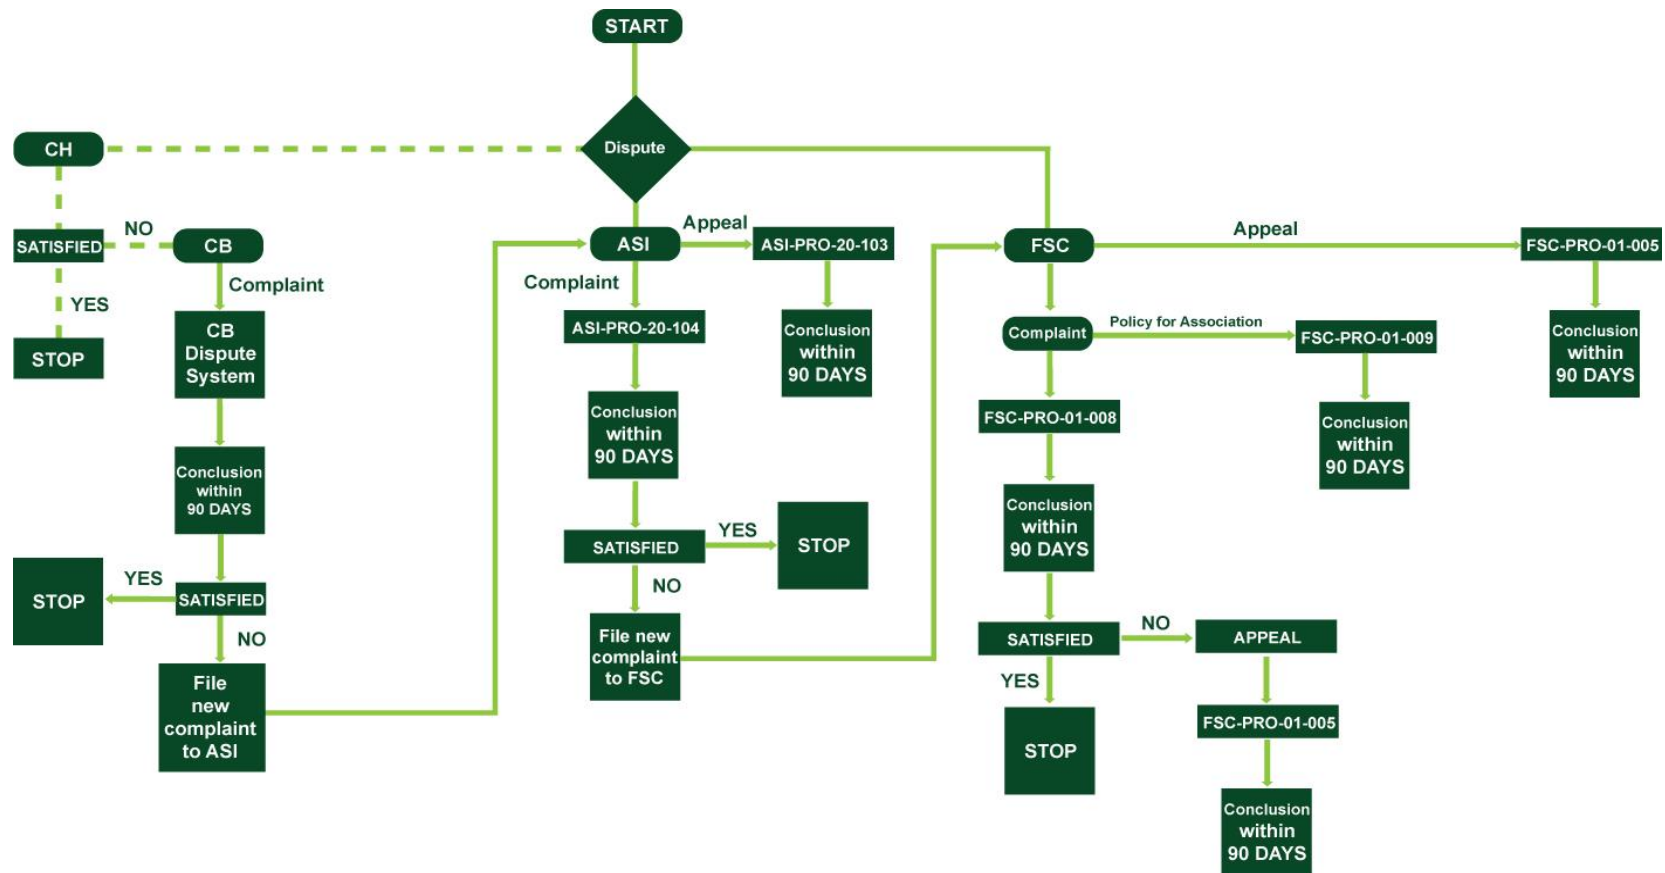 START
Dispute
CH
SATISFIED
NO
YES
STOP
CB
Complaint
CB
Dispute
System
Conclusion
within
90 DAYS
SATISFIED
YES
STOP
NO
File
new
complaint
to ASI
ASI
Appeal
ASI-PRO-20-103
Conclusion
within
90 DAYS
Complaint
ASI-PRO-20-104
Conclusion
within
90 DAYS
SATISFIED
YES
STOP
NO
File new
complaint
to FSC
FSC
Appeal
FSC-PRO-01-005
Conclusion
within
90 DAYS
Complaint
Policy for Association
FSC-PRO-01-009
Conclusion
within
90 DAYS
FSC-PRO-01-008
Conclusion
within
90 DAYS
SATISFIED
NO
APPEAL
YES
STOP
FSC-PRO-01-005
Conclusion
within
90 DAYS